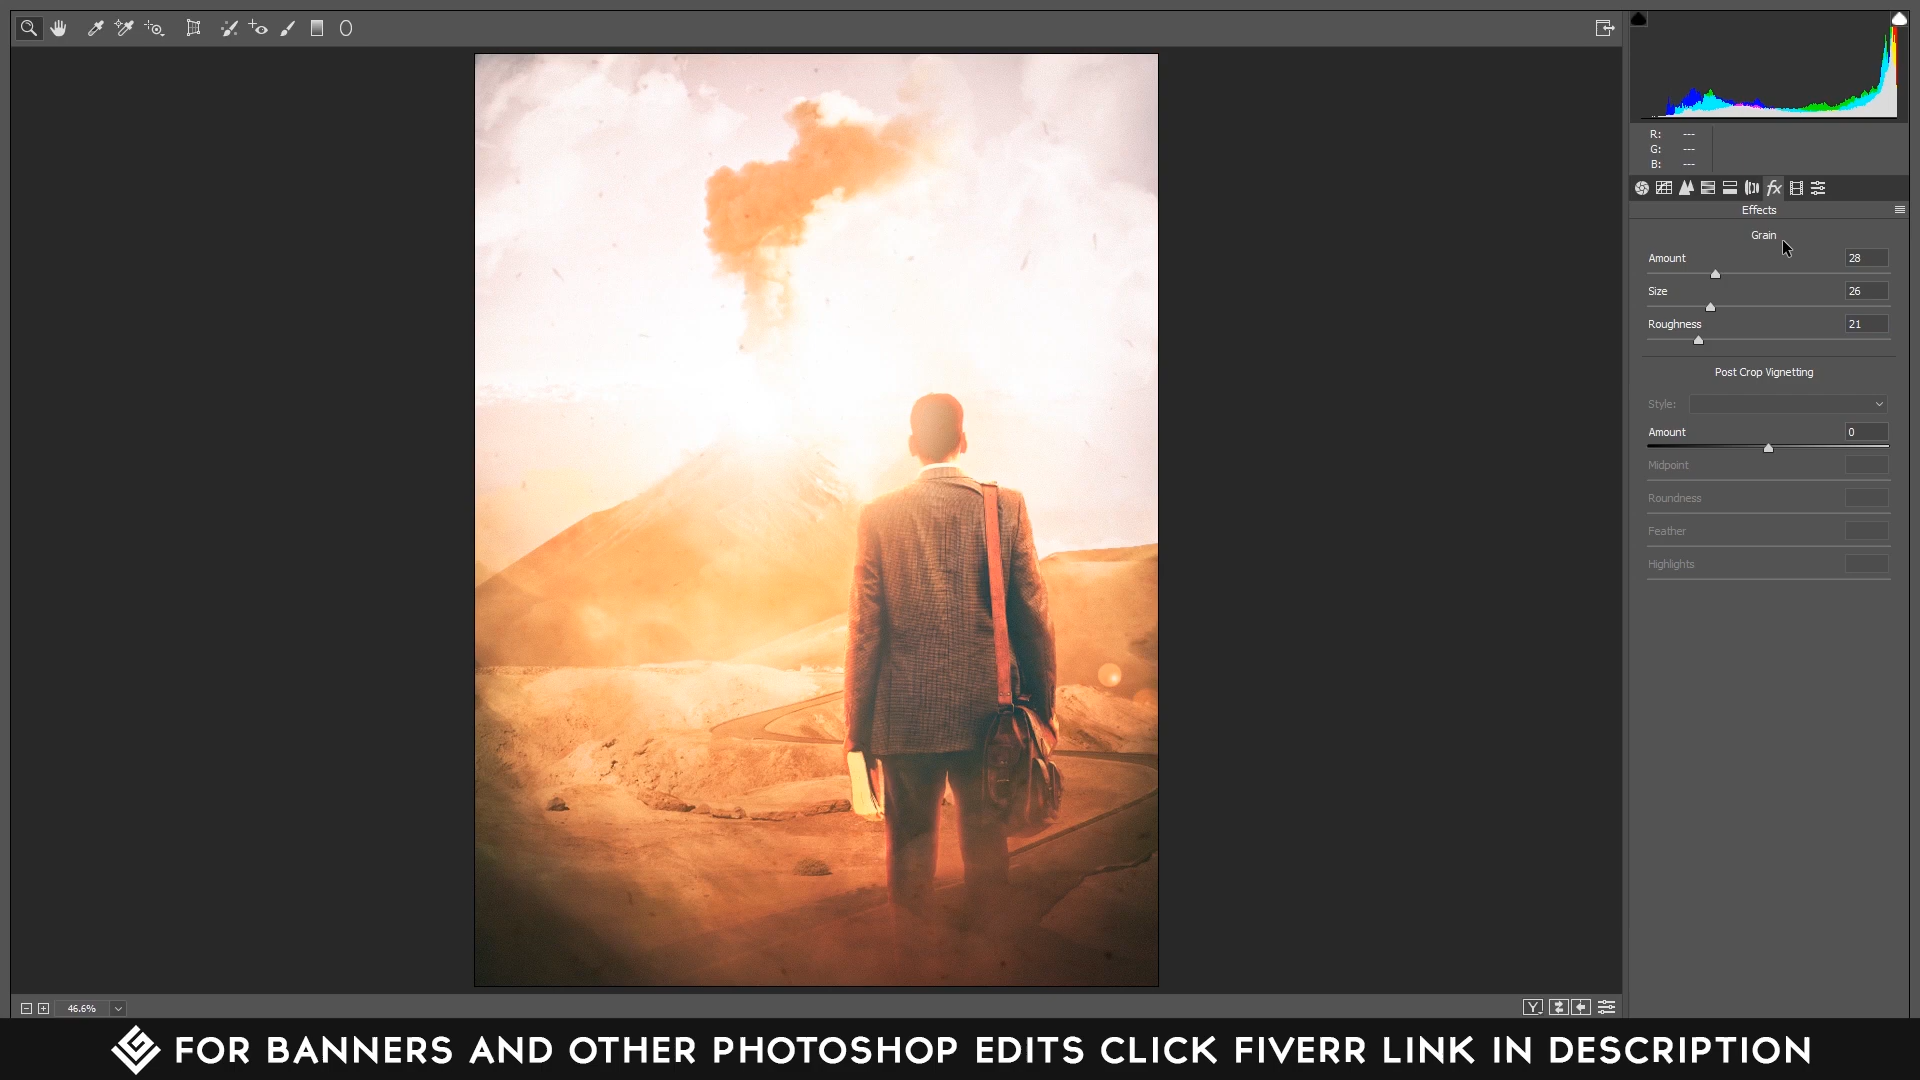 R: ---
G: ---
B: ---
fx
Effects
Grain
Amount 28
Size 26
Roughness 21
Post Crop Vignetting
Style:
Amount 0
Midpoint
Roundness
Feather
Highlights
46.6%
Y
FOR BANNERS AND OTHER PHOTOSHOP EDITS CLICK FIVERR LINK IN DESCRIPTION